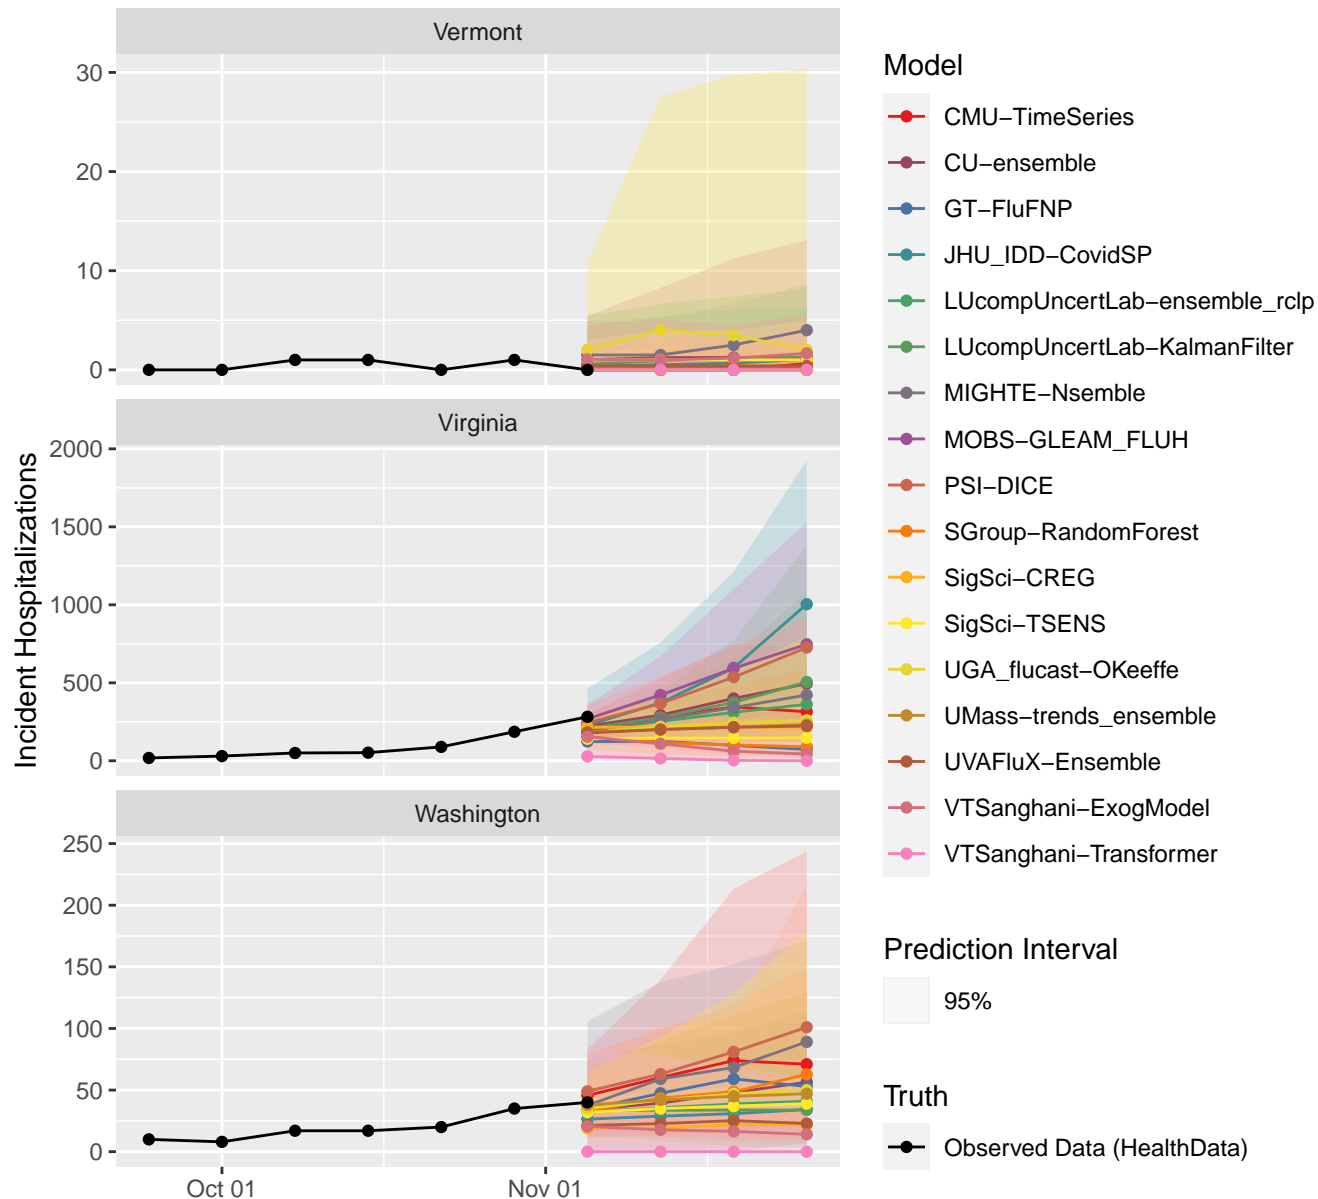 Vermont
30
20
10
0
Virginia
2000
1500
1000
500
0
Washington
250
200
150
100
50
0
Oct 01
Nov 01
Incident Hospitalizations
Model
CMU−TimeSeries
CU−ensemble
GT−FluFNP
JHU_IDD−CovidSP
LUcompUncertLab−ensemble_rclp
LUcompUncertLab−KalmanFilter
MIGHTE−Nsemble
MOBS−GLEAM_FLUH
PSI−DICE
SGroup−RandomForest
SigSci−CREG
SigSci−TSENS
UGA_flucast−OKeeffe
UMass−trends_ensemble
UVAFluX−Ensemble
VTSanghani−ExogModel
VTSanghani−Transformer
Prediction Interval
95%
Truth
Observed Data (HealthData)